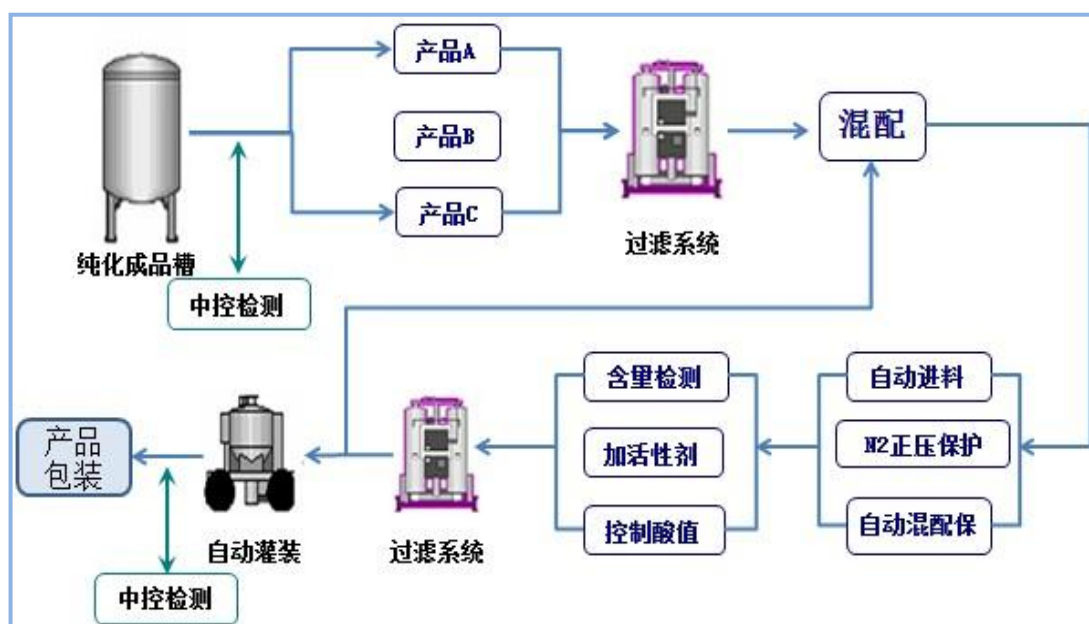 产品A
产品B
产品C
混配
过滤系统
纯化成品槽
中控检测
含量检测
加活性剂
控制酸值
自动进料
N2正压保护
自动混配保
产品
包装
自动灌装
过滤系统
中控检测